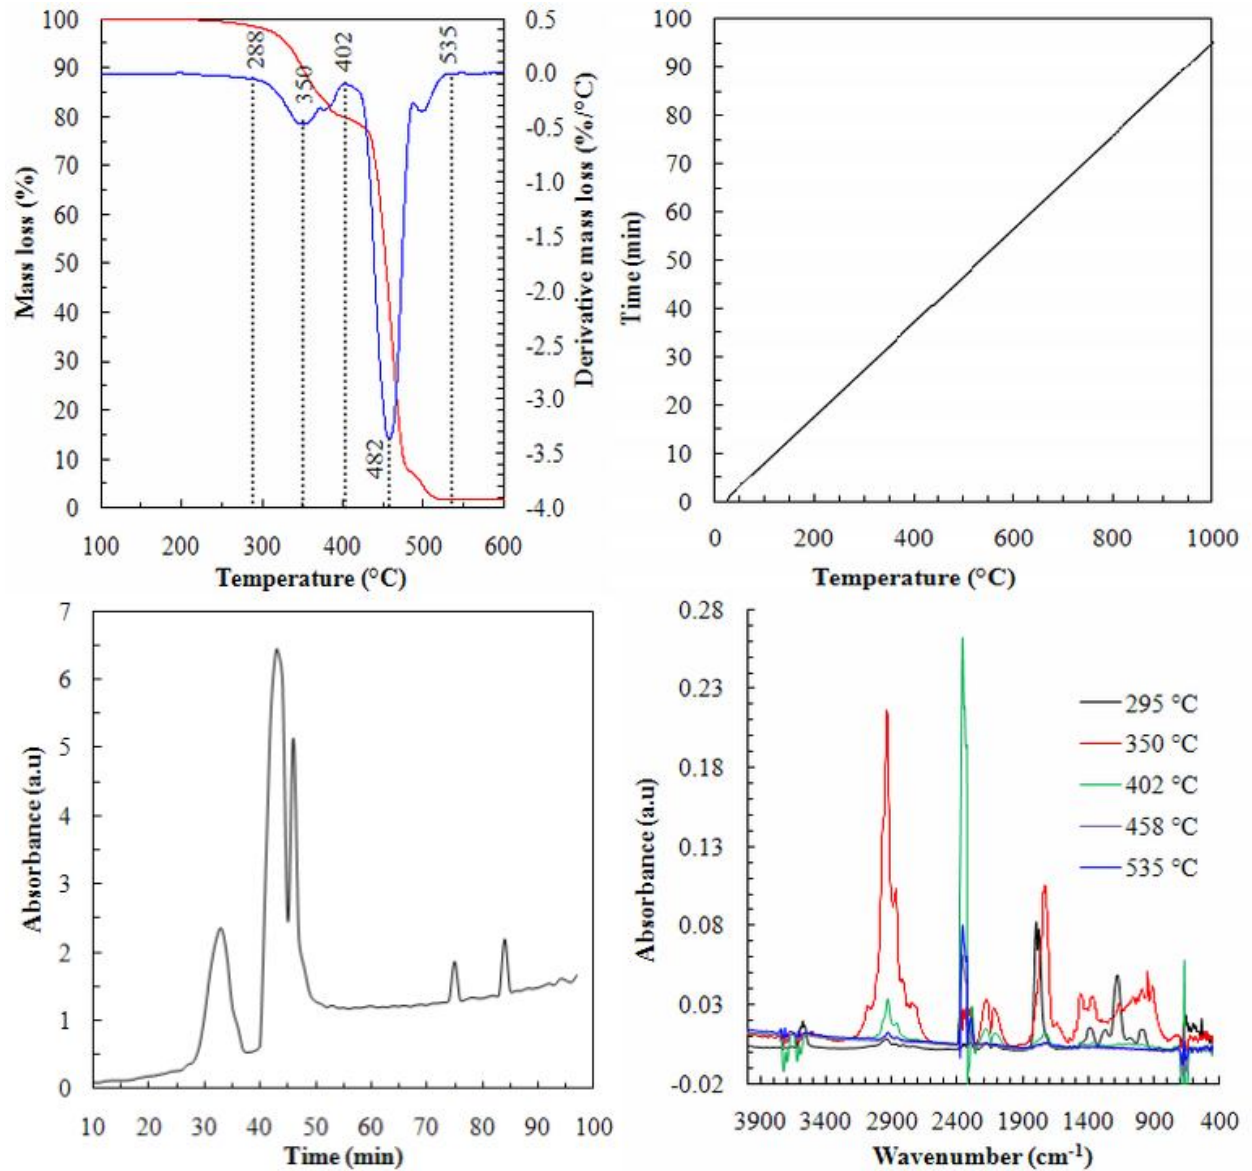 100
90
80
70
60
50
40
30
20
10
0
Mass loss (%)
288
350
402
482
535
0.5
0.0
-0.5
-1.0
-1.5
-2.0
-2.5
-3.0
-3.5
-4.0
Derivative mass loss (%/°C)
100 200 300 400 500 600
Temperature (°C)
100
90
80
70
60
50
40
30
20
10
0
Time (min)
0 200 400 600 800 1000
Temperature (°C)
7
6
5
4
3
2
1
0
Absorbance (a.u)
10 20 30 40 50 60 70 80 90 100
Time (min)
0.28
0.23
0.18
0.13
0.08
0.03
-0.02
Absorbance (a.u)
295 °C
350 °C
402 °C
458 °C
535 °C
3900 3400 2900 2400 1900 1400 900 400
Wavenumber (cm-1)